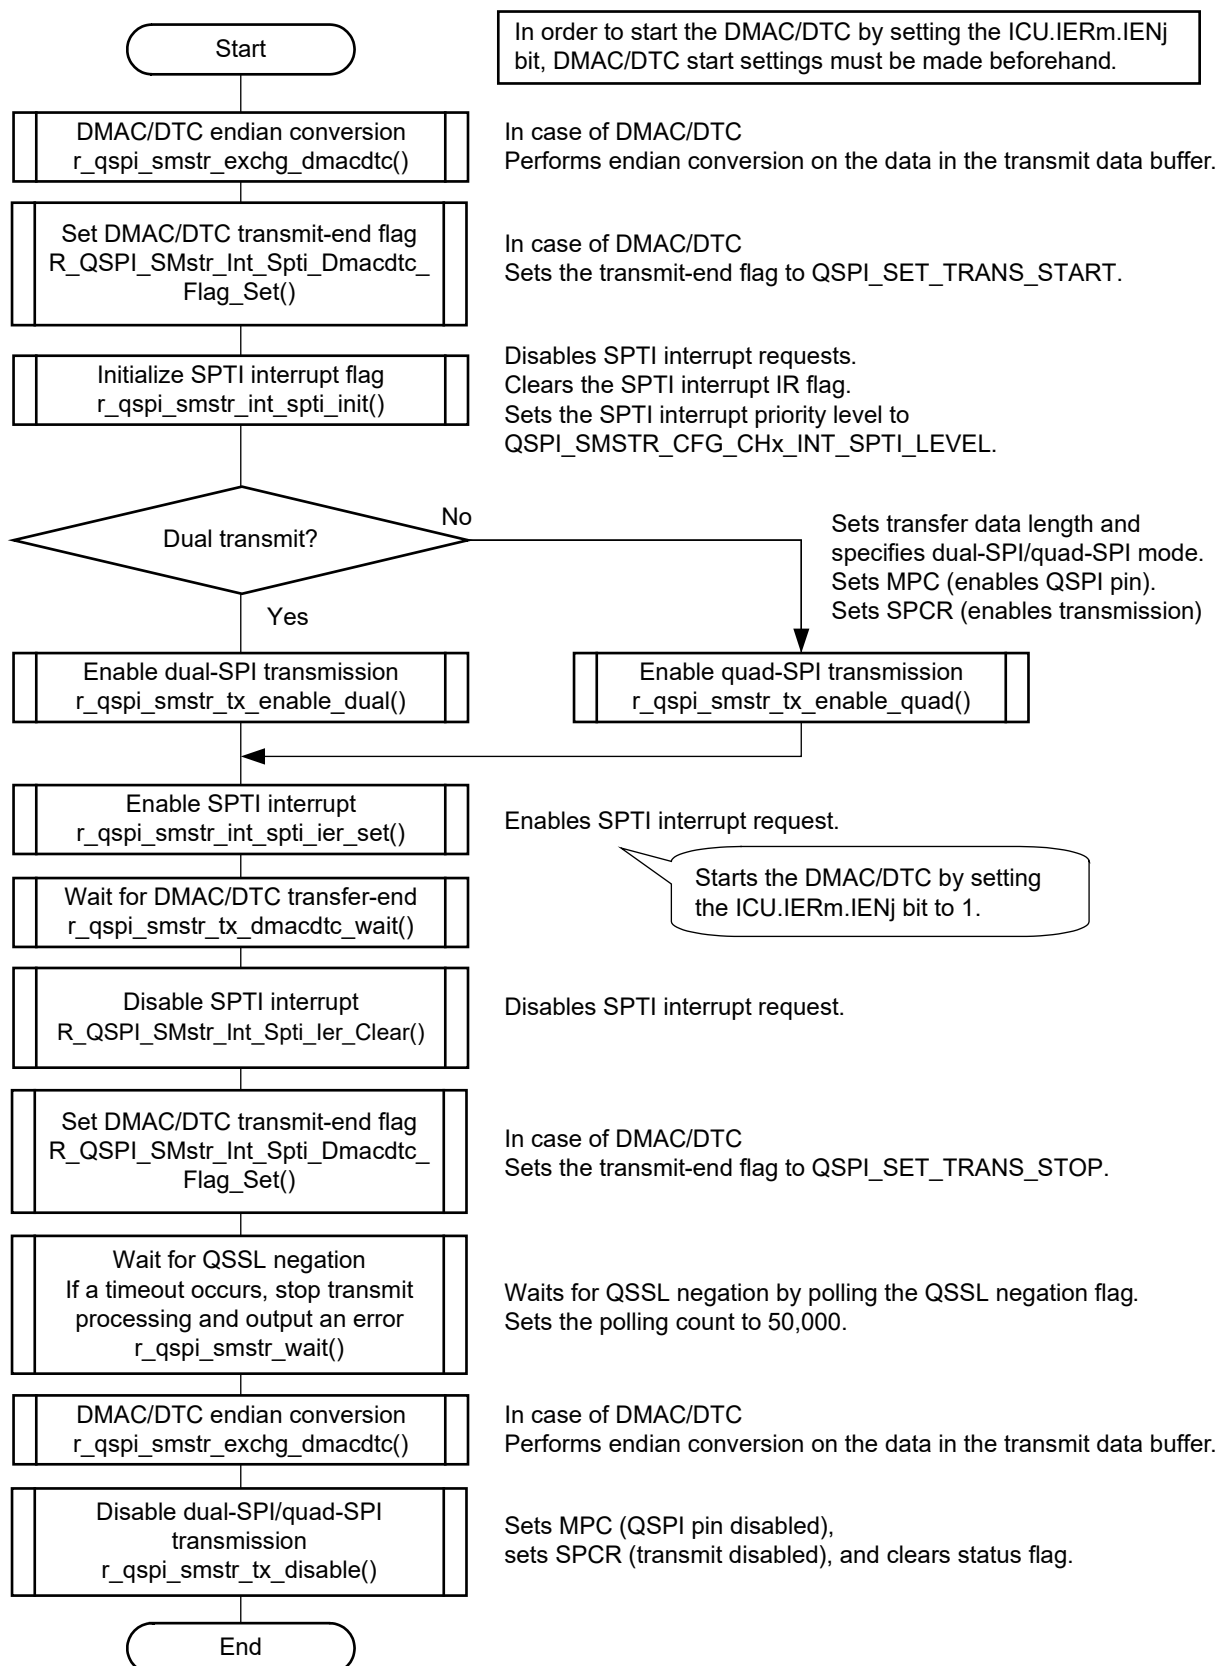 Start
In order to start the DMAC/DTC by setting the ICU.IERm.IENj
bit, DMAC/DTC start settings must be made beforehand.
DMAC/DTC endian conversion
r_qspi_smstr_exchg_dmacdtc()
In case of DMAC/DTC
Performs endian conversion on the data in the transmit data buffer.
Set DMAC/DTC transmit-end flag
R_QSPI_SMstr_Int_Spti_Dmacdtc_
Flag_Set()
In case of DMAC/DTC
Sets the transmit-end flag to QSPI_SET_TRANS_START.
Initialize SPTI interrupt flag
r_qspi_smstr_int_spti_init()
Disables SPTI interrupt requests.
Clears the SPTI interrupt IR flag.
Sets the SPTI interrupt priority level to
QSPI_SMSTR_CFG_CHx_INT_SPTI_LEVEL.
Dual transmit?
No
Yes
Sets transfer data length and
specifies dual-SPI/quad-SPI mode.
Sets MPC (enables QSPI pin).
Sets SPCR (enables transmission)
Enable dual-SPI transmission
r_qspi_smstr_tx_enable_dual()
Enable quad-SPI transmission
r_qspi_smstr_tx_enable_quad()
Enable SPTI interrupt
r_qspi_smstr_int_spti_ier_set()
Enables SPTI interrupt request.
Starts the DMAC/DTC by setting
the ICU.IERm.IENj bit to 1.
Wait for DMAC/DTC transfer-end
r_qspi_smstr_tx_dmacdtc_wait()
Disable SPTI interrupt
R_QSPI_SMstr_Int_Spti_Ier_Clear()
Disables SPTI interrupt request.
Set DMAC/DTC transmit-end flag
R_QSPI_SMstr_Int_Spti_Dmacdtc_
Flag_Set()
In case of DMAC/DTC
Sets the transmit-end flag to QSPI_SET_TRANS_STOP.
Wait for QSSL negation
If a timeout occurs, stop transmit
processing and output an error
r_qspi_smstr_wait()
Waits for QSSL negation by polling the QSSL negation flag.
Sets the polling count to 50,000.
DMAC/DTC endian conversion
r_qspi_smstr_exchg_dmacdtc()
In case of DMAC/DTC
Performs endian conversion on the data in the transmit data buffer.
Disable dual-SPI/quad-SPI
transmission
r_qspi_smstr_tx_disable()
Sets MPC (QSPI pin disabled),
sets SPCR (transmit disabled), and clears status flag.
End